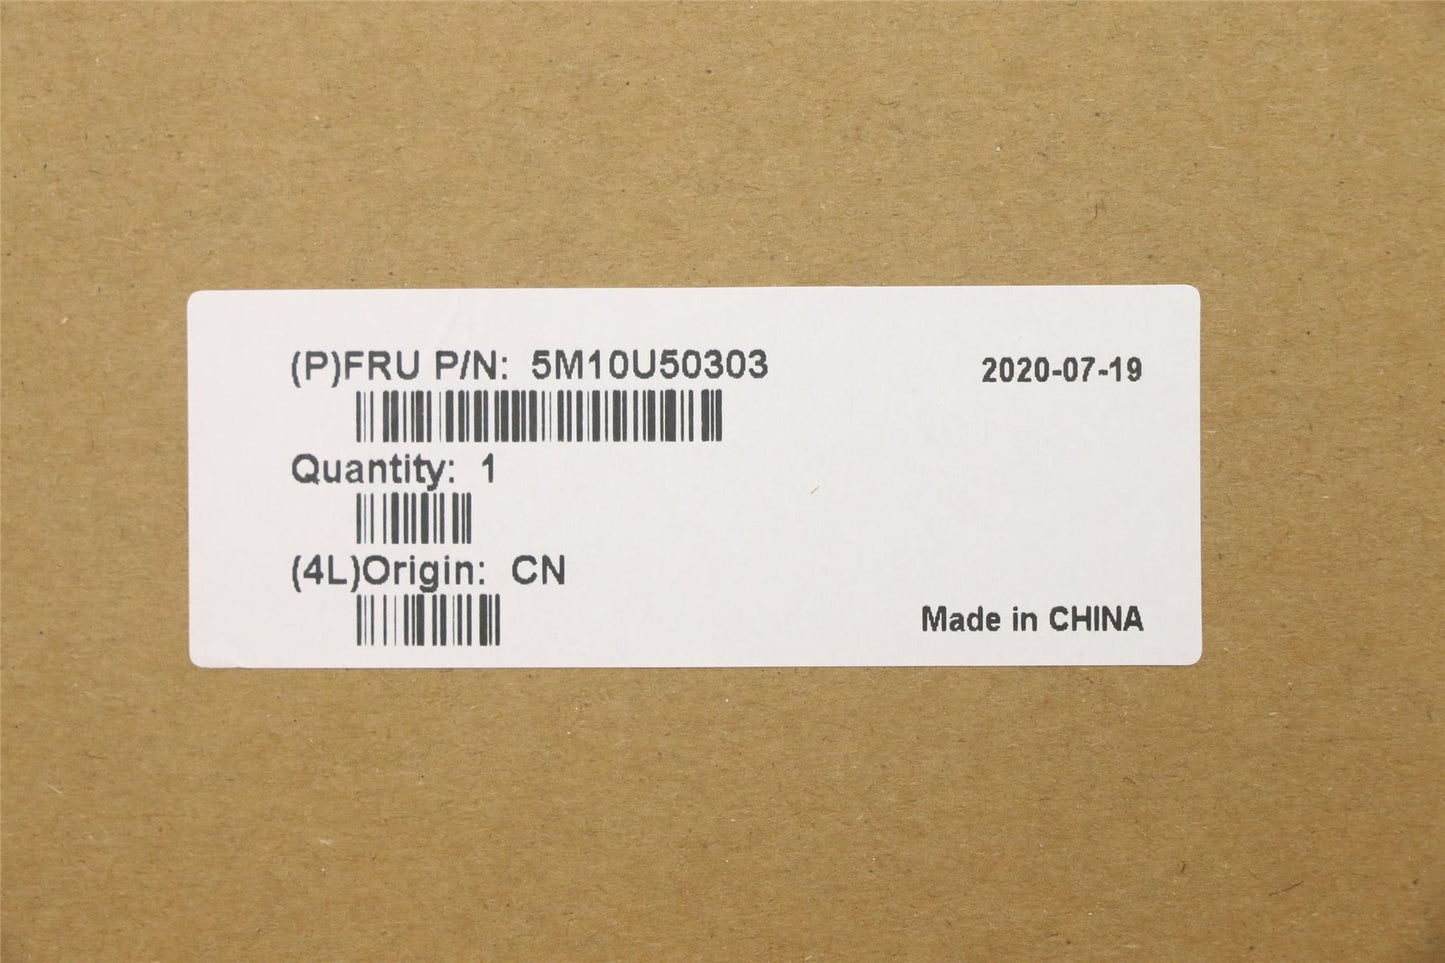 (P)FRU P/N: 5M10U50303
2020-07-19
Quantity: 1
(4L)Origin: CN
Made in CHINA